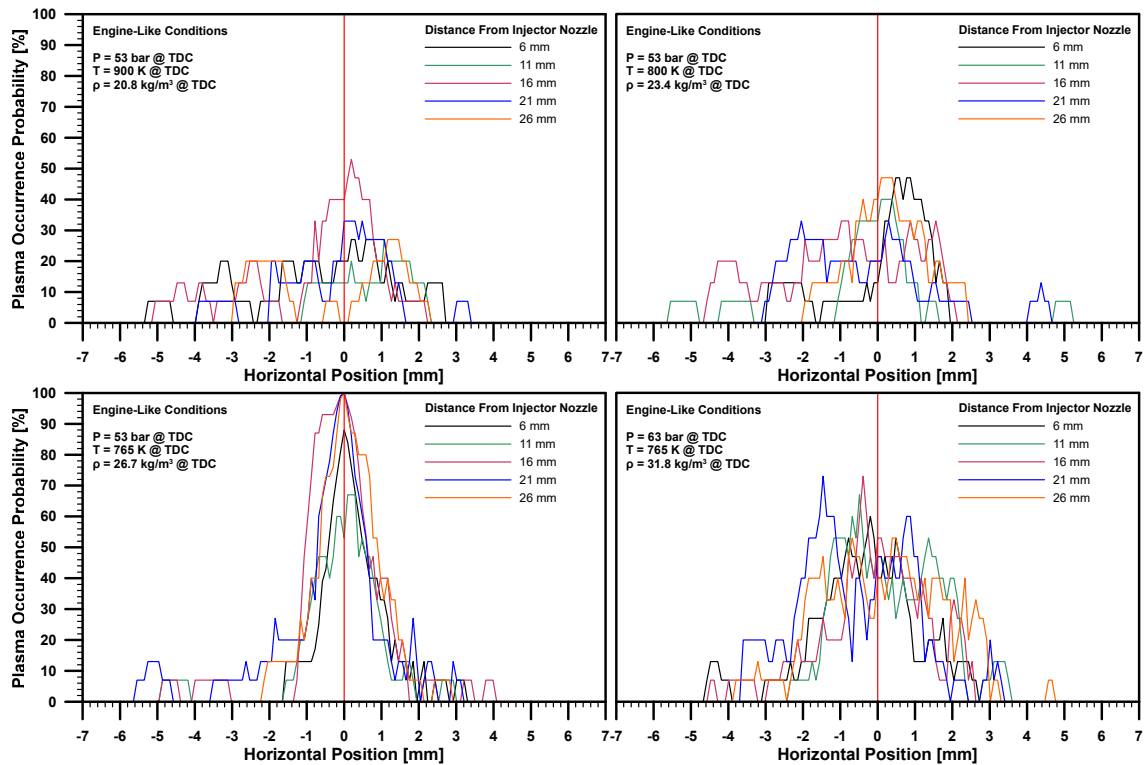 Plasma Occurrence Probability [%]
100
90
80
70
60
50
40
30
20
10
0
Engine-Like Conditions
P = 53 bar @ TDC
T = 900 K @ TDC
ρ = 20.8 kg/m³ @ TDC
Distance From Injector Nozzle
6 mm
11 mm
16 mm
21 mm
26 mm
-7 -6 -5 -4 -3 -2 -1 0 1 2 3 4 5 6 7
Horizontal Position [mm]
Engine-Like Conditions
P = 53 bar @ TDC
T = 800 K @ TDC
ρ = 23.4 kg/m³ @ TDC
Distance From Injector Nozzle
6 mm
11 mm
16 mm
21 mm
26 mm
-7 -6 -5 -4 -3 -2 -1 0 1 2 3 4 5 6 7
Horizontal Position [mm]
Plasma Occurrence Probability [%]
100
90
80
70
60
50
40
30
20
10
0
Engine-Like Conditions
P = 53 bar @ TDC
T = 765 K @ TDC
ρ = 26.7 kg/m³ @ TDC
Distance From Injector Nozzle
6 mm
11 mm
16 mm
21 mm
26 mm
-7 -6 -5 -4 -3 -2 -1 0 1 2 3 4 5 6 7
Horizontal Position [mm]
Engine-Like Conditions
P = 63 bar @ TDC
T = 765 K @ TDC
ρ = 31.8 kg/m³ @ TDC
Distance From Injector Nozzle
6 mm
11 mm
16 mm
21 mm
26 mm
-7 -6 -5 -4 -3 -2 -1 0 1 2 3 4 5 6 7
Horizontal Position [mm]